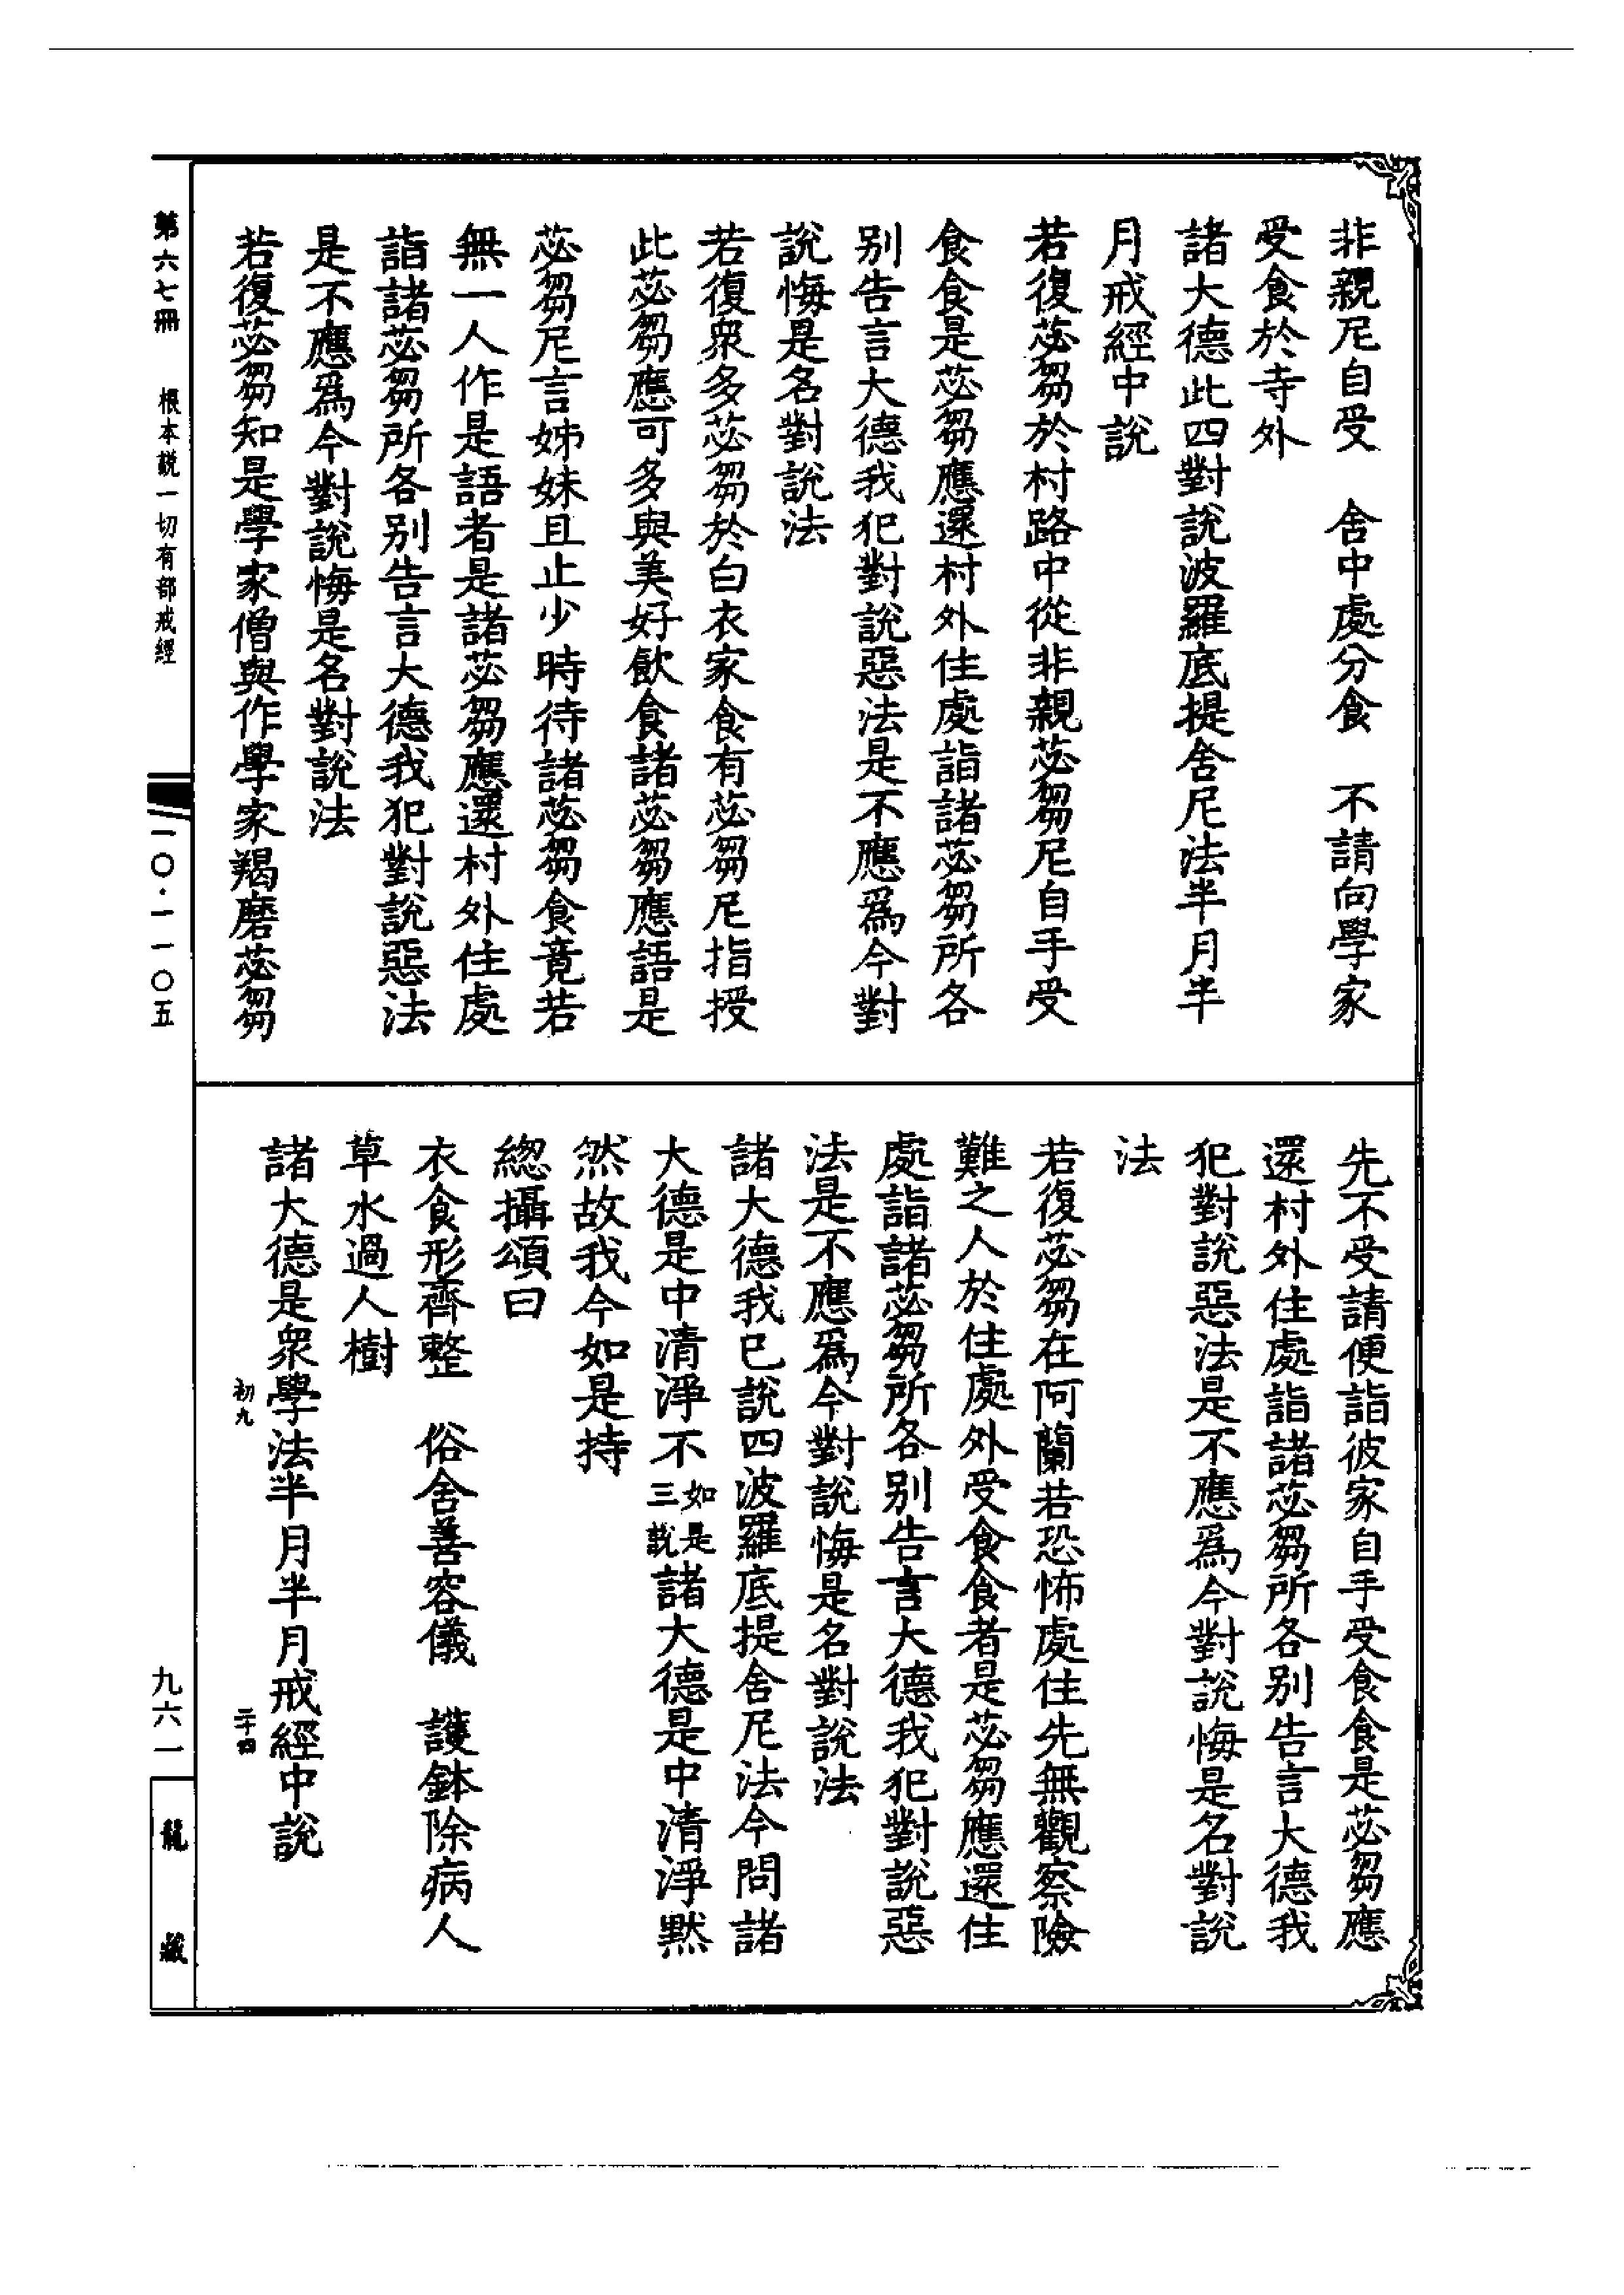 非親尼自受　舍中處分食　不請向學家
受食於寺外
諸大德此四對說波羅底提舍尼法半月半
月戒經中說
若復苾芻於村路中從非親苾芻尼自手受
食食是苾芻應還村外住處詣諸苾芻所各
别告言大德我犯對說惡法是不應爲今對
說悔是名對說法
若復衆多苾芻於白衣家食有苾芻尼指授
此苾芻應可多與美好飲食諸苾芻應語是
苾芻尼言姊妹且止少時待諸苾芻食竟若
無一人作是語者是諸苾芻應還村外住處
詣諸苾芻所各别告言大德我犯對說惡法
是不應爲今對說悔是名對說法
若復苾芻知是學家僧與作學家羯磨苾芻
先不受請便詣彼家自手受食食是苾芻應
還村外住處詣諸苾芻所各别告言大德我
犯對說惡法是不應爲今對說悔是名對說
法
若復苾芻在阿蘭若恐怖處住先無觀察險
難之人於住處外受食食者是苾芻應還住
處詣諸苾芻所各别告言大德我犯對說惡
法是不應爲今對說悔是名對說法
諸大德我已說四波羅底提舍尼法今問諸
大德是中清淨不如是三說諸大德是中清淨黙
然故我今如是持
緫攝頌曰
衣食形齊整　俗舍善容儀　護鉢除病人
草水過人樹
諸大德是衆學法半月半月戒經中說
初九
二十四
第六七冊　根本說一切有部戒經
一〇·一一〇五
九六一
龍藏